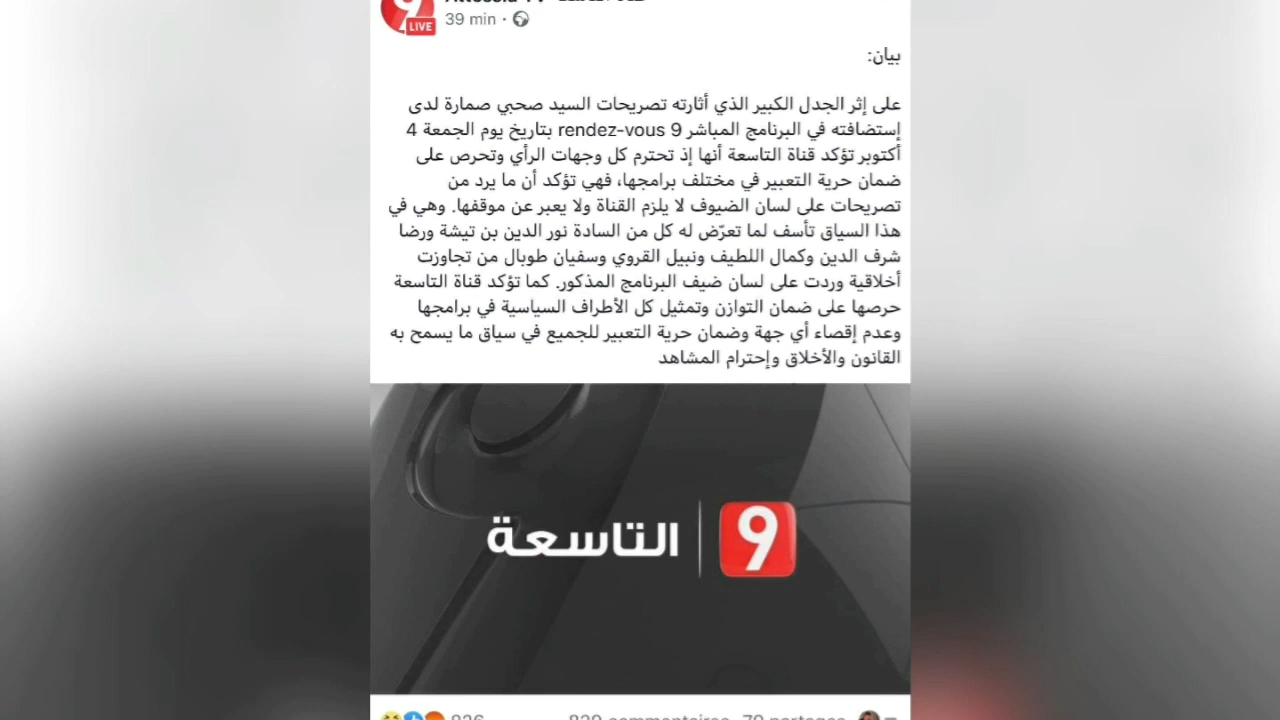 9
LIVE
39 min ·
بيان:
على إثر الجدل الكبير الذي أثارته تصريحات السيد صحبي صمارة لدى
إستضافته في البرنامج المباشر rendez-vous 9 بتاريخ يوم الجمعة 4
أكتوبر تؤكد قناة التاسعة أنها إذ تحترم كل وجهات الرأي وتحرص على
ضمان حرية التعبير في مختلف برامجها، فهي تؤكد أن ما يرد من
تصريحات على لسان الضيوف لا يلزم القناة ولا يعبر عن موقفها. وهي في
هذا السياق تأسف لما تعرّض له كل من السادة نور الدين بن تيشة ورضا
شرف الدين وكمال اللطيف ونبيل القروي وسفيان طوبال من تجاوزت
أخلاقية وردت على لسان ضيف البرنامج المذكور. كما تؤكد قناة التاسعة
حرصها على ضمان التوازن وتمثيل كل الأطراف السياسية في برامجها
وعدم إقصاء أي جهة وضمان حرية التعبير للجميع في سياق ما يسمح به
القانون والأخلاق وإحترام المشاهد
التاسعة 9